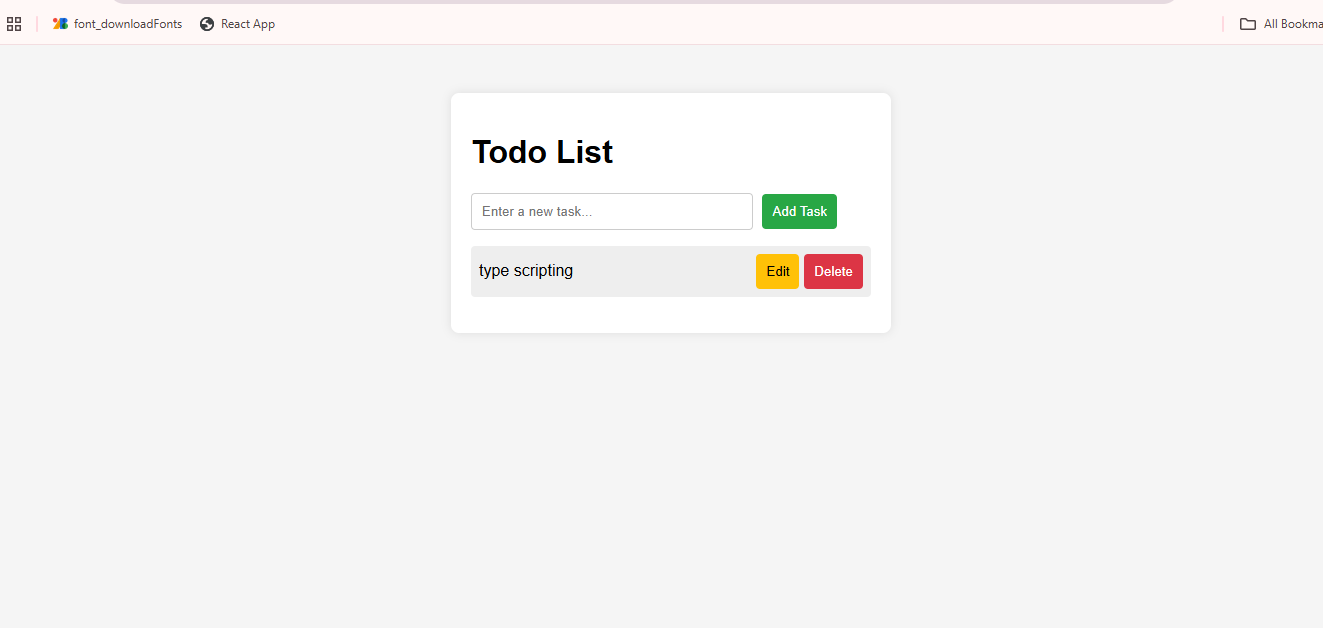 font_downloadFonts React App All Bookma
Todo List
Enter a new task... Add Task
type scripting Edit Delete